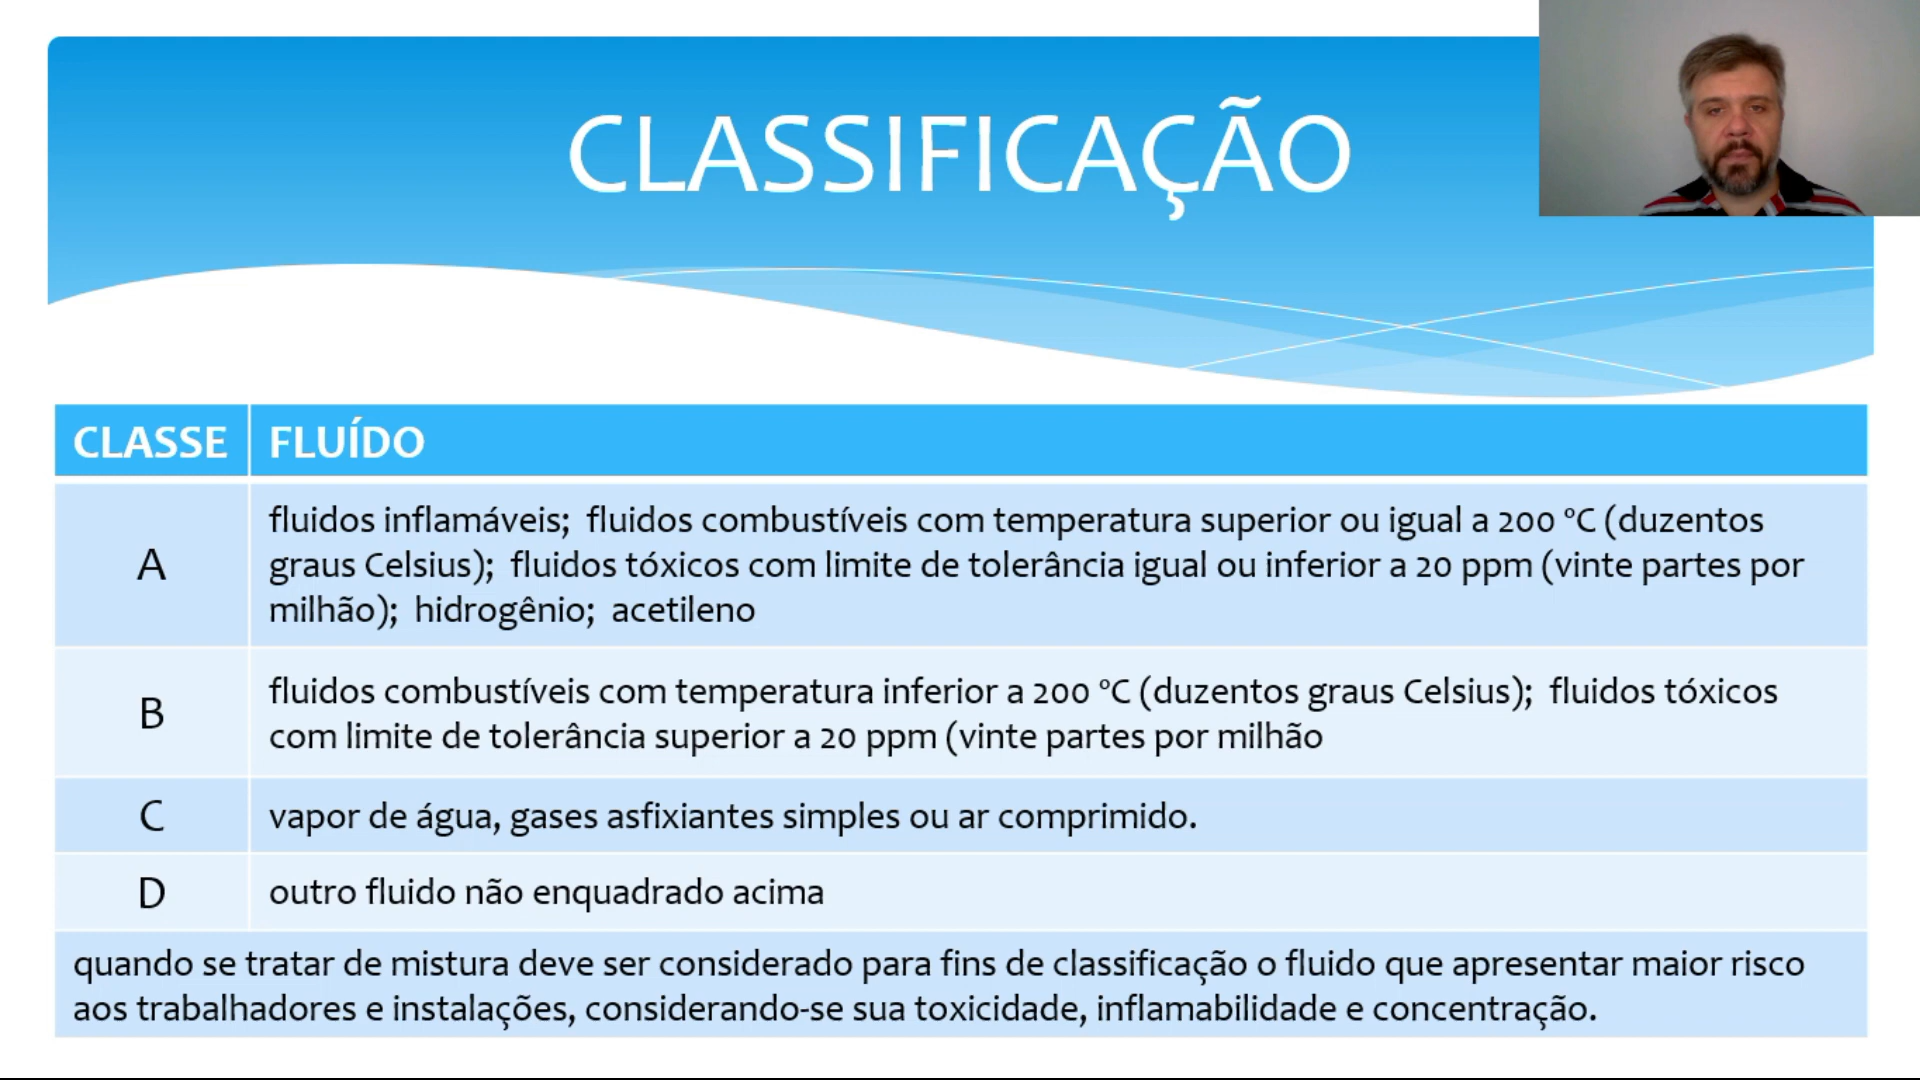 CLASSIFICAÇÃO
CLASSE FLUÍDO
A
fluidos inflamáveis; fluidos combustíveis com temperatura superior ou igual a 200 °C (duzentos
graus Celsius); fluidos tóxicos com limite de tolerância igual ou inferior a 20 ppm (vinte partes por
milhão); hidrogênio; acetileno
B
fluidos combustíveis com temperatura inferior a 200 °C (duzentos graus Celsius); fluidos tóxicos
com limite de tolerância superior a 20 ppm (vinte partes por milhão
C
vapor de água, gases asfixiantes simples ou ar comprimido.
D
outro fluido não enquadrado acima
quando se tratar de mistura deve ser considerado para fins de classificação o fluido que apresentar maior risco
aos trabalhadores e instalações, considerando-se sua toxicidade, inflamabilidade e concentração.